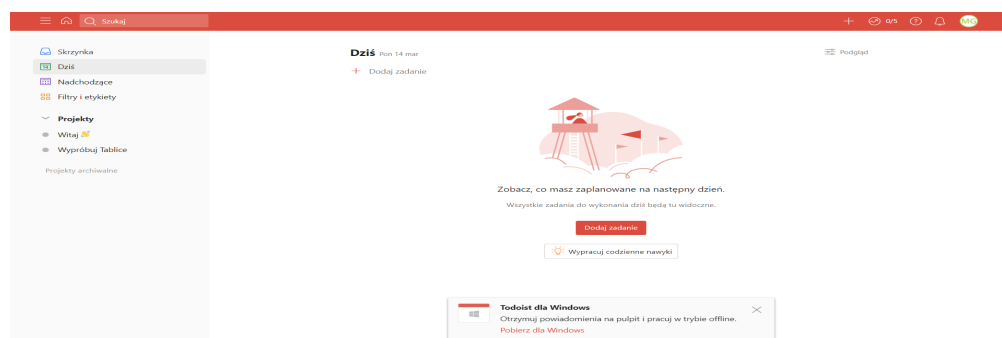 Szukaj
0/5
MG
Skrzynka
14 Dziś
Nadchodzące
Filtry i etykiety
Projekty
Witaj 👋
Wypróbuj Tablice
Projekty archiwalne
Dziś Pon 14 mar
Podgląd
+ Dodaj zadanie
Zobacz, co masz zaplanowane na następny dzień.
Wszystkie zadania do wykonania dziś będą tu widoczne.
Dodaj zadanie
Wypracuj codzienne nawyki
Todoist dla Windows
Otrzymuj powiadomienia na pulpit i pracuj w trybie offline.
Pobierz dla Windows